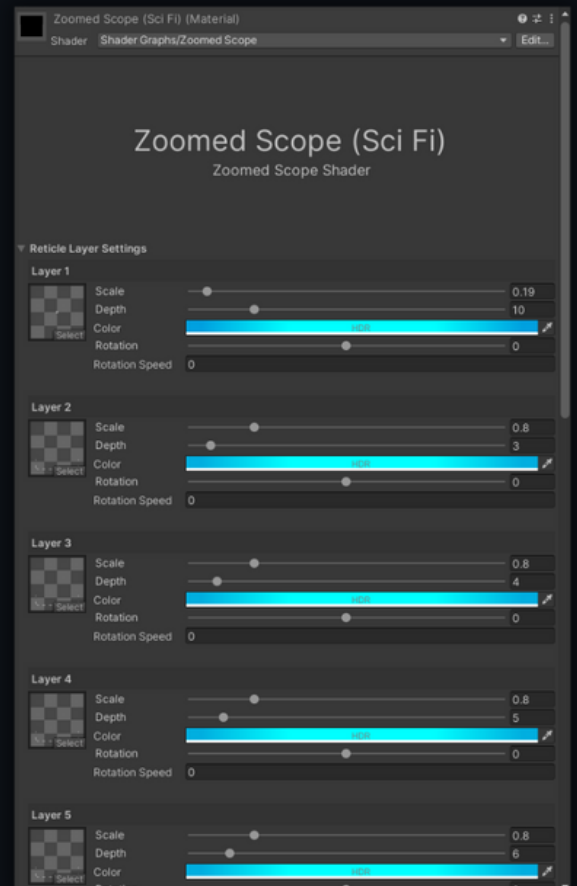 Zoomed Scope (Sci Fi) (Material)
Shader Shader Graphs/Zoomed Scope Edit...
Zoomed Scope (Sci Fi)
Zoomed Scope Shader
Reticle Layer Settings
Layer 1
Scale 0.19
Depth 10
Select
Color HDR
Rotation 0
Rotation Speed 0
Layer 2
Scale 0.8
Depth 3
Select
Color HDR
Rotation 0
Rotation Speed 0
Layer 3
Scale 0.8
Depth 4
Select
Color HDR
Rotation 0
Rotation Speed 0
Layer 4
Scale 0.8
Depth 5
Select
Color HDR
Rotation 0
Rotation Speed 0
Layer 5
Scale 0.8
Depth 6
Select
Color HDR